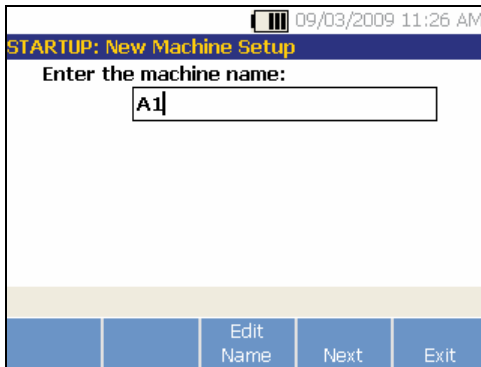 09/03/2009 11:26 AM
STARTUP: New Machine Setup
Enter the machine name:
A1
Edit
Name Next Exit